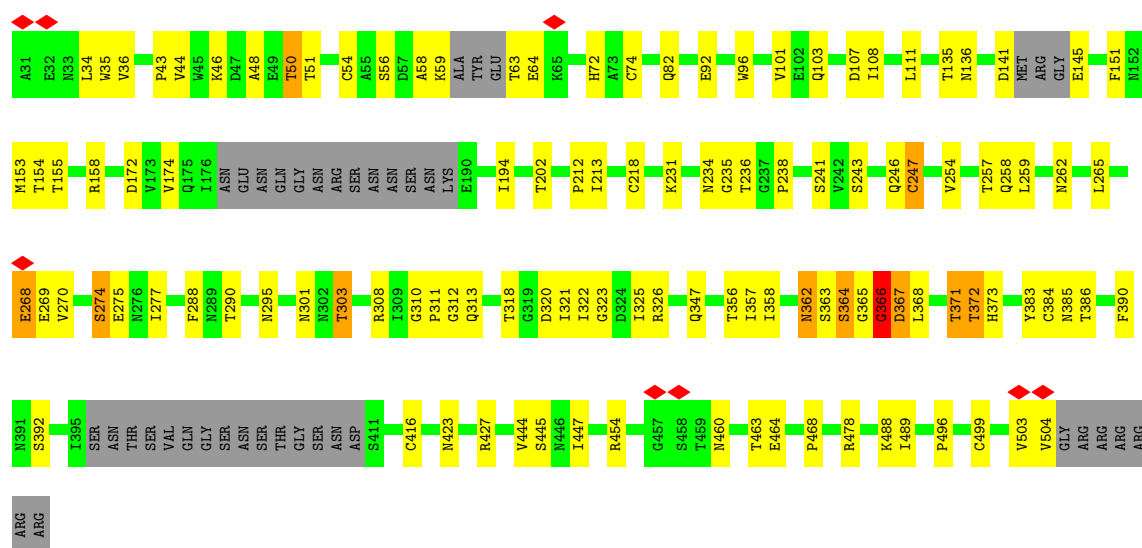 A31 E32 N33 L34 W35 V36 P43 V44 W45 K46 D47 A48 E49 T50 T51 C54 A55 S56 D57 A58 K59 ALA TYR GLU T63 E64 K65 H72 A73 C74 Q82 E92 W96 V101 E102 Q103 D107 I108 L111 T135 N136 D141 MET ARG GLY E145 F151 N152
M153 T154 T155 R158 D172 V173 V174 Q175 I176 ASN GLU ASN GLN GLY ASN ARG SER ASN ASN SER ASN LYS E190 I194 T202 P212 I213 C218 K231 N234 G235 T236 G237 P238 S241 V242 S243 Q246 C247 V254 T257 Q258 L259 N262 L265
E268 E269 V270 S274 E275 N276 I277 F288 N289 T290 N295 N301 N302 T303 R308 I309 G310 P311 G312 Q313 T318 G319 D320 I321 I322 G323 D324 I325 R326 Q347 T356 I357 I358 N362 S363 S364 G365 G366 D367 L368 T371 T372 H373 Y383 C384 N385 T386 F390
N391 S392 I395 SER ASN THR SER VAL GLN GLY SER ASN SER THR GLY SER ASN ASP S411 C416 N423 R427 V444 S445 N446 I447 R454 G457 S458 T459 N460 T463 E464 P468 R478 K488 I489 P496 C499 V503 V504 GLY ARG ARG ARG ARG
ARG ARG